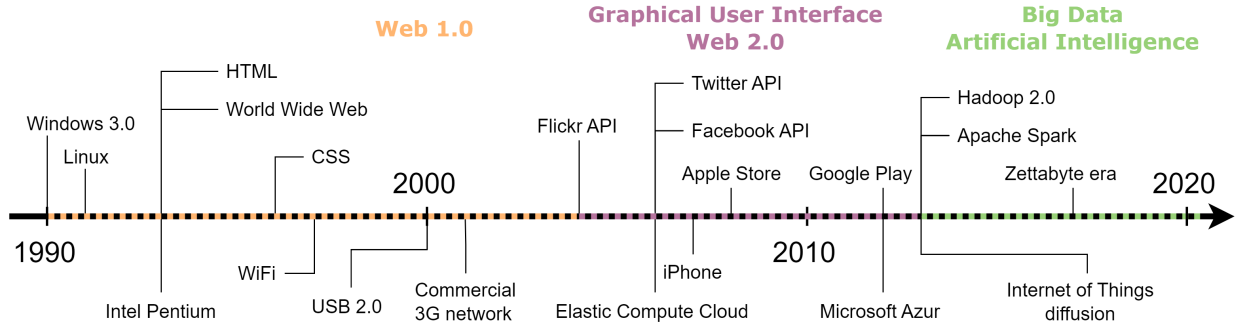 Web 1.0
Graphical User Interface
Web 2.0
Big Data
Artificial Intelligence
HTML
World Wide Web
Windows 3.0
Linux
CSS
Flickr API
Twitter API
Facebook API
Apple Store
Google Play
Hadoop 2.0
Apache Spark
Zettabyte era
2000
2020
1990
2010
WiFi
iPhone
Intel Pentium
USB 2.0
Commercial
3G network
Elastic Compute Cloud
Microsoft Azur
Internet of Things
diffusion